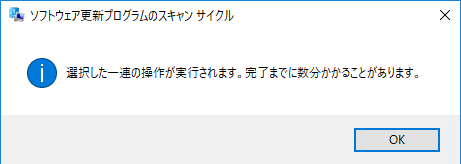 ソフトウェア更新プログラムのスキャン サイクル
選択した一連の操作が実行されます。完了までに数分かかることがあります。
OK